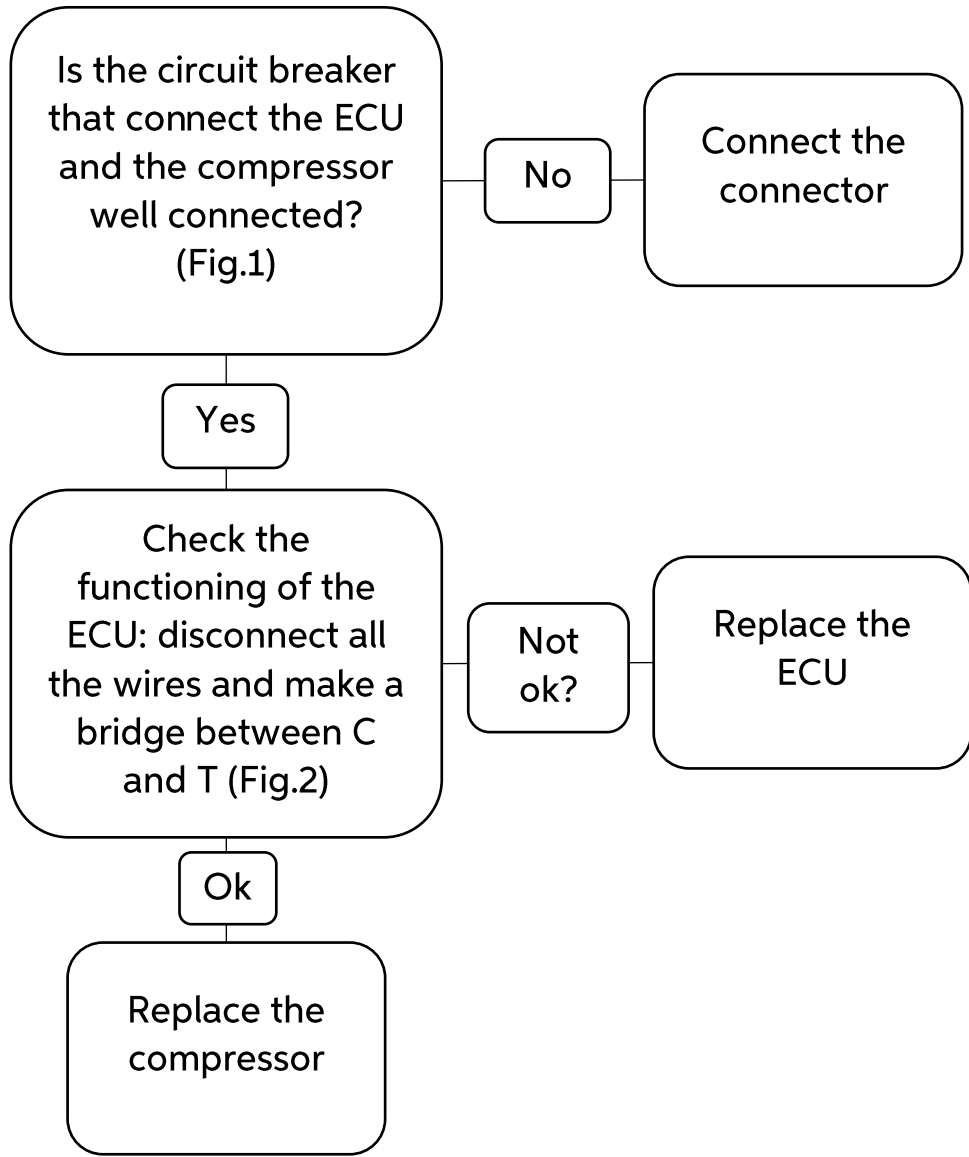 Is the circuit breaker
that connect the ECU
and the compressor
well connected?
(Fig.1)
No
Connect the
connector
Yes
Check the
functioning of the
ECU: disconnect all
the wires and make a
bridge between C
and T (Fig.2)
Not
ok?
Replace the
ECU
Ok
Replace the
compressor